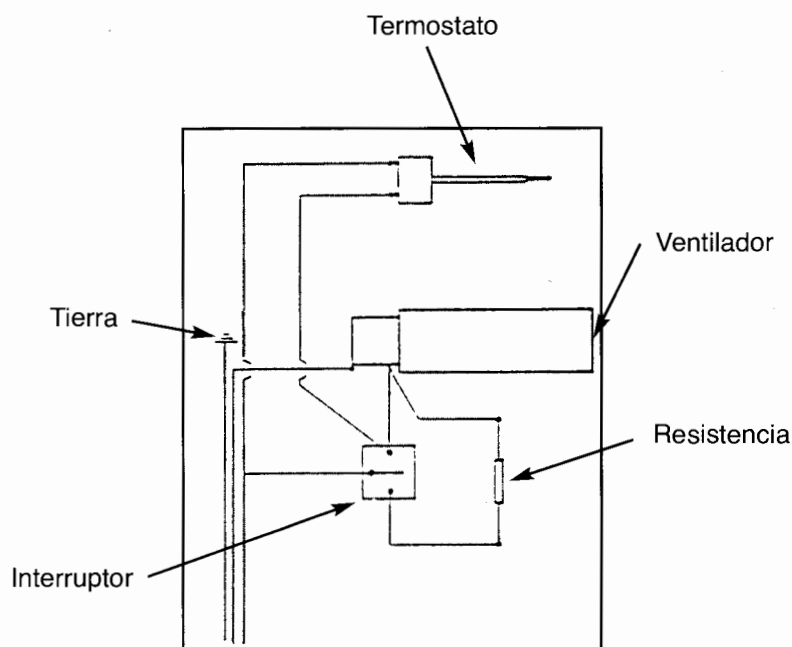 Termostato
Ventilador
Tierra
Resistencia
Interruptor